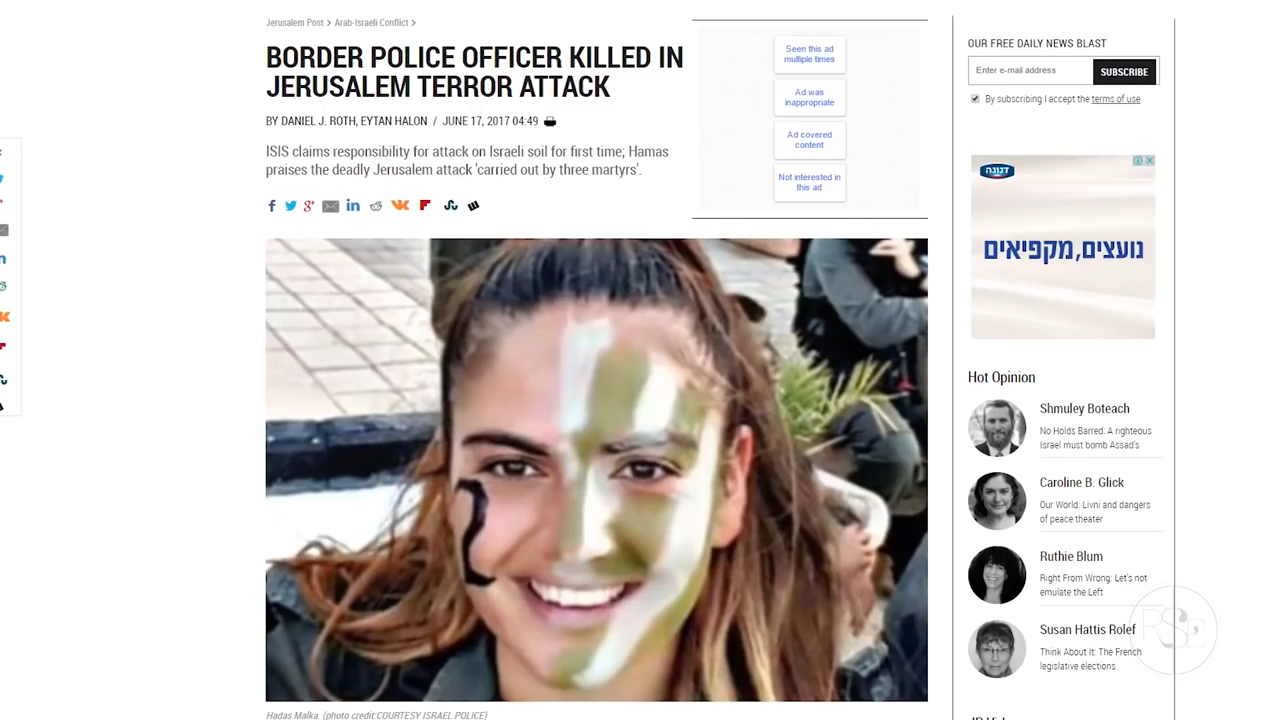 Jerusalem Post > Arab-Israeli Conflict >
BORDER POLICE OFFICER KILLED IN
JERUSALEM TERROR ATTACK
BY DANIEL J. ROTH, EYTAN HALON / JUNE 17, 2017 04:49
ISIS claims responsibility for attack on Israeli soil for first time; Hamas
praises the deadly Jerusalem attack 'carried out by three martyrs'.
Seen this ad
multiple times
Ad was
inappropriate
Ad covered
content
Not interested in
this ad
Hadas Malka. (photo credit:COURTESY ISRAEL POLICE)
OUR FREE DAILY NEWS BLAST
Enter e-mail address
SUBSCRIBE
By subscribing I accept the terms of use
דנונה
נועצים,מקפיאים
Hot Opinion
Shmuley Boteach
No Holds Barred: A righteous
Israel must bomb Assad's
Caroline B. Glick
Our World: Livni and dangers
of peace theater
Ruthie Blum
Right From Wrong: Let's not
emulate the Left
Susan Hattis Rolef
Think About It: The French
legislative elections